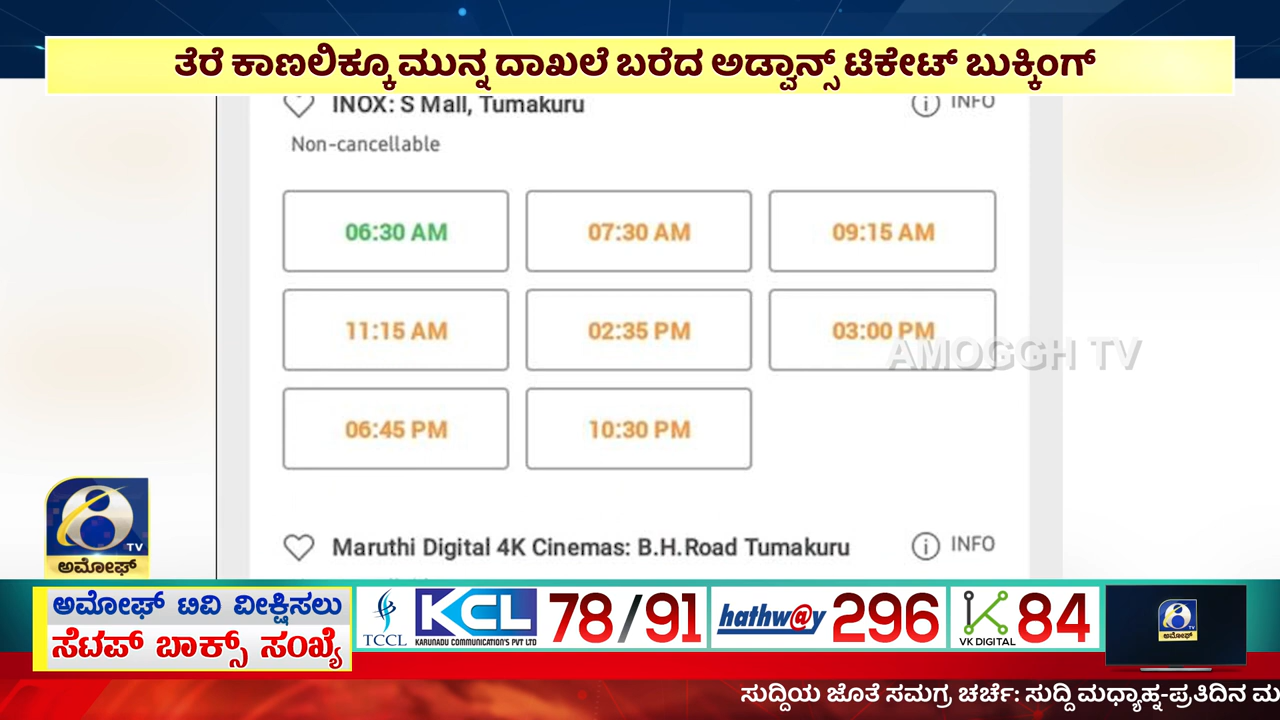 ತೆರೆ ಕಾಣಲಿಕ್ಕೂ ಮುನ್ನ ದಾಖಲೆ ಬರೆದ ಅಡ್ವಾನ್ಸ್ ಟಿಕೇಟ್ ಬುಕ್ಕಿಂಗ್
INOX: S Mall, Tumakuru
INFO
Non-cancellable
06:30 AM
07:30 AM
09:15 AM
11:15 AM
02:35 PM
03:00 PM
AMOGGH TV
06:45 PM
10:30 PM
Maruthi Digital 4K Cinemas: B.H.Road Tumakuru
INFO
TV
ಅಮೋಘ್
ಅಮೋಘ್ ಟಿವಿ ವೀಕ್ಷಿಸಲು
ಸೆಟಪ್ ಬಾಕ್ಸ್ ಸಂಖ್ಯೆ
TCCL
KCL
KARUNADU COMMUNICATION'S PVT LTD
78/91
hathw@y
296
VK DIGITAL
84
ಅಮೋಘ್
ಸುದ್ದಿಯ ಜೊತೆ ಸಮಗ್ರ ಚರ್ಚೆ: ಸುದ್ದಿ ಮಧ್ಯಾಹ್ನ-ಪ್ರತಿದಿನ ಮ